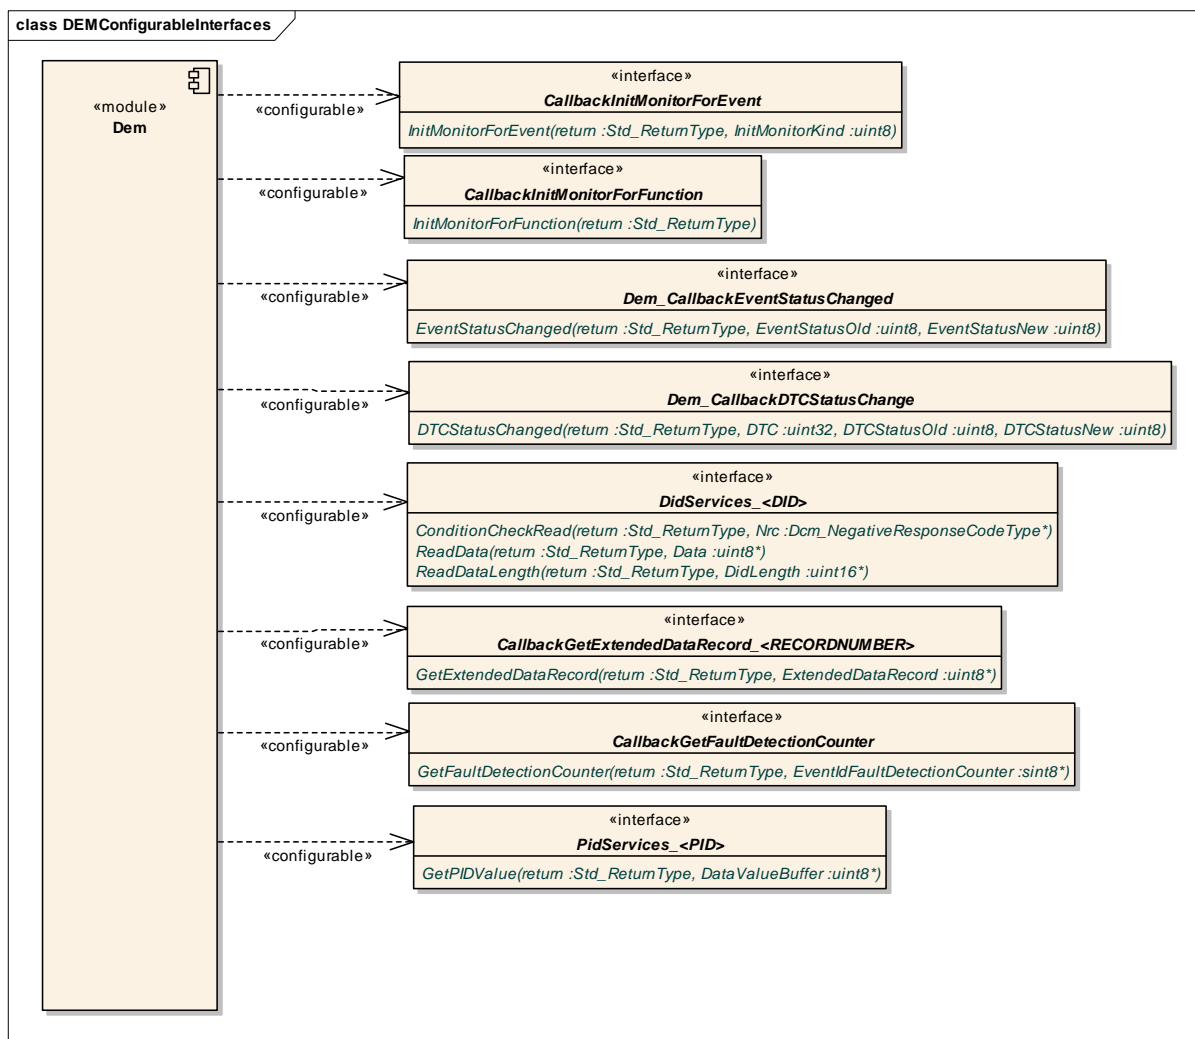 class DEMConfigurableInterfaces
«module»
Dem
«configurable»
«interface»
CallbackInitMonitorForEvent
InitMonitorForEvent(return :Std_ReturnType, InitMonitorKind :uint8)
«configurable»
«interface»
CallbackInitMonitorForFunction
InitMonitorForFunction(return :Std_ReturnType)
«configurable»
«interface»
Dem_CallbackEventStatusChanged
EventStatusChanged(return :Std_ReturnType, EventStatusOld :uint8, EventStatusNew :uint8)
«configurable»
«interface»
Dem_CallbackDTCStatusChange
DTCStatusChanged(return :Std_ReturnType, DTC :uint32, DTCStatusOld :uint8, DTCStatusNew :uint8)
«configurable»
«interface»
DidServices_<DID>
ConditionCheckRead(return :Std_ReturnType, Nrc :Dcm_NegativeResponseCodeType*)
ReadData(return :Std_ReturnType, Data :uint8*)
ReadDataLength(return :Std_ReturnType, DidLength :uint16*)
«configurable»
«interface»
CallbackGetExtendedDataRecord_<RECORDNUMBER>
GetExtendedDataRecord(return :Std_ReturnType, ExtendedDataRecord :uint8*)
«configurable»
«interface»
CallbackGetFaultDetectionCounter
GetFaultDetectionCounter(return :Std_ReturnType, EventIdFaultDetectionCounter :sint8*)
«configurable»
«interface»
PidServices_<PID>
GetPIDValue(return :Std_ReturnType, DataValueBuffer :uint8*)